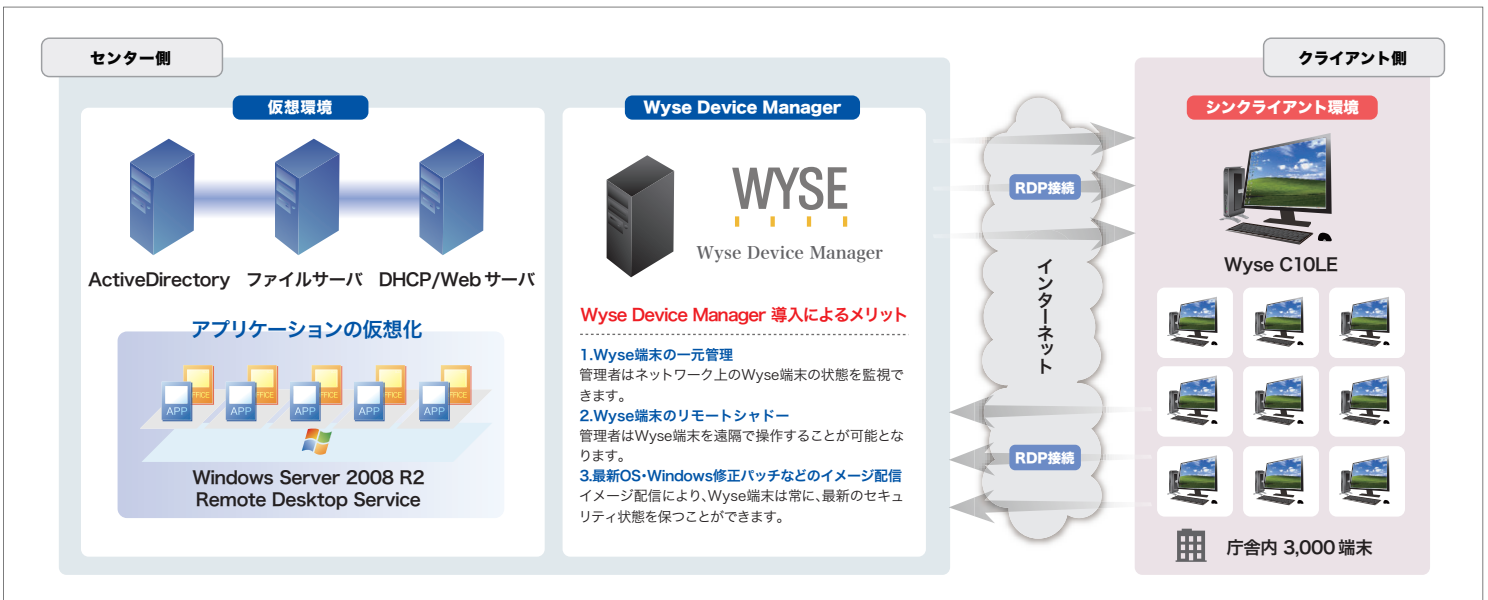 センター側
仮想環境
ActiveDirectory
ファイルサーバ
DHCP/Webサーバ
アプリケーションの仮想化
OFFICE
APP
OFFICE
APP
OFFICE
APP
OFFICE
APP
OFFICE
APP
Windows Server 2008 R2
Remote Desktop Service
Wyse Device Manager
WYSE
Wyse Device Manager
Wyse Device Manager 導入によるメリット
1.Wyse端末の一元管理
管理者はネットワーク上のWyse端末の状態を監視で
きます。
2.Wyse端末のリモートシャドー
管理者はWyse端末を遠隔で操作することが可能とな
ります。
3.最新OS・Windows修正パッチなどのイメージ配信
イメージ配信により、Wyse端末は常に、最新のセキュ
リティ状態を保つことができます。
RDP接続
インターネット
RDP接続
クライアント側
シンクライアント環境
Wyse C10LE
庁舎内 3,000 端末